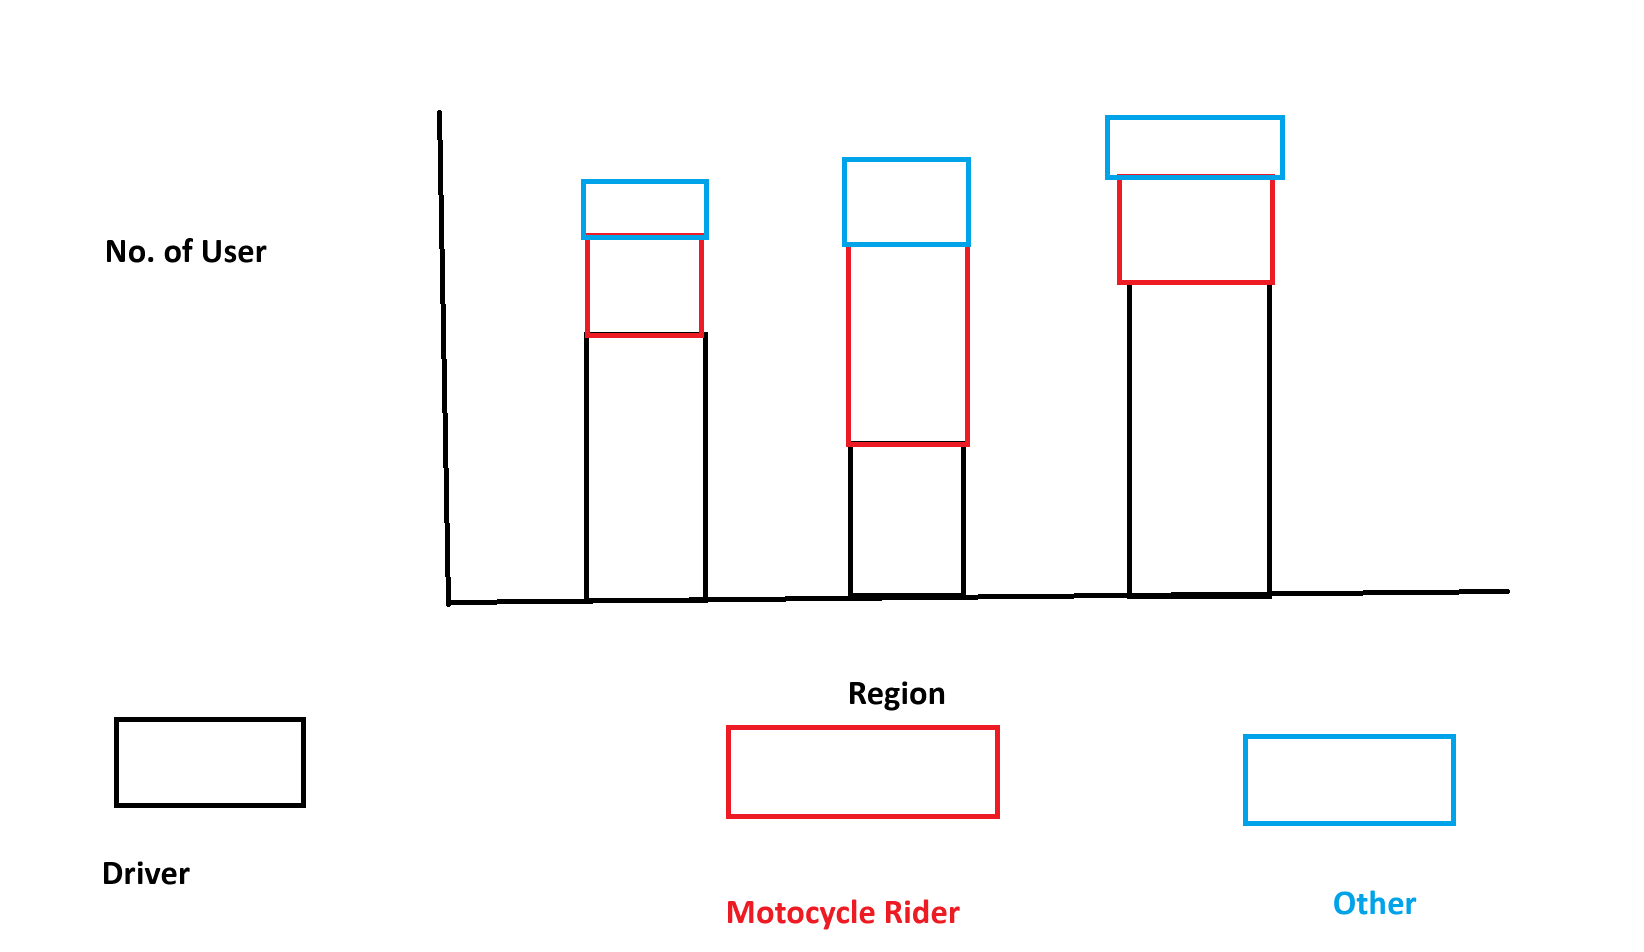 No. of User
Region
Driver
Motocycle Rider
Other